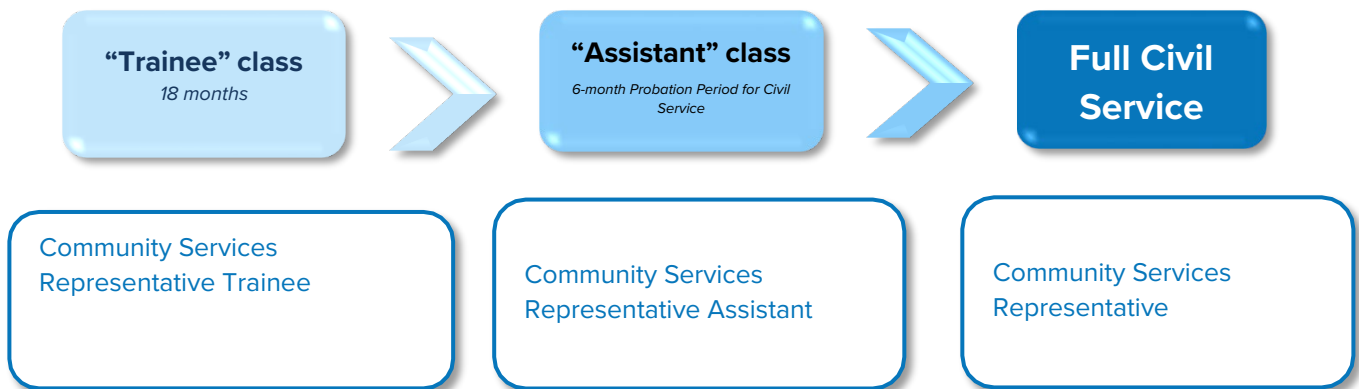 “Trainee” class
18 months
“Assistant” class
6-month Probation Period for Civil
Service
Full Civil
Service
Community Services
Representative Trainee
Community Services
Representative Assistant
Community Services
Representative